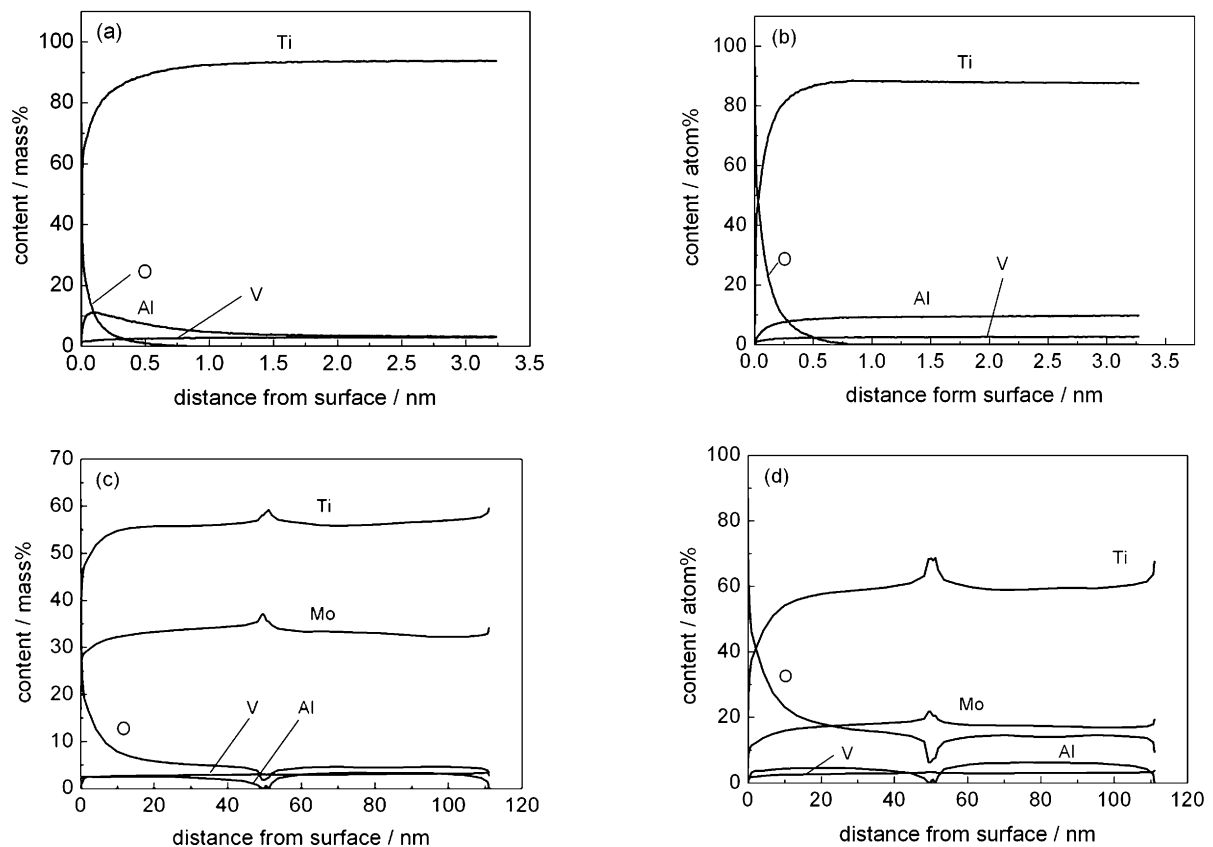 (a)
Ti
O
Al
V
content / mass%
100
80
60
40
20
0
0.0 0.5 1.0 1.5 2.0 2.5 3.0 3.5
distance from surface / nm
(b)
Ti
O
Al
V
content / atom%
100
80
60
40
20
0
0.0 0.5 1.0 1.5 2.0 2.5 3.0 3.5
distance form surface / nm
(c)
Ti
Mo
O
V
Al
content / mass%
70
60
50
40
30
20
10
0
0 20 40 60 80 100 120
distance from surface / nm
(d)
Ti
O
Mo
V
Al
content / atom%
100
80
60
40
20
0
0 20 40 60 80 100 120
distance from surface / nm